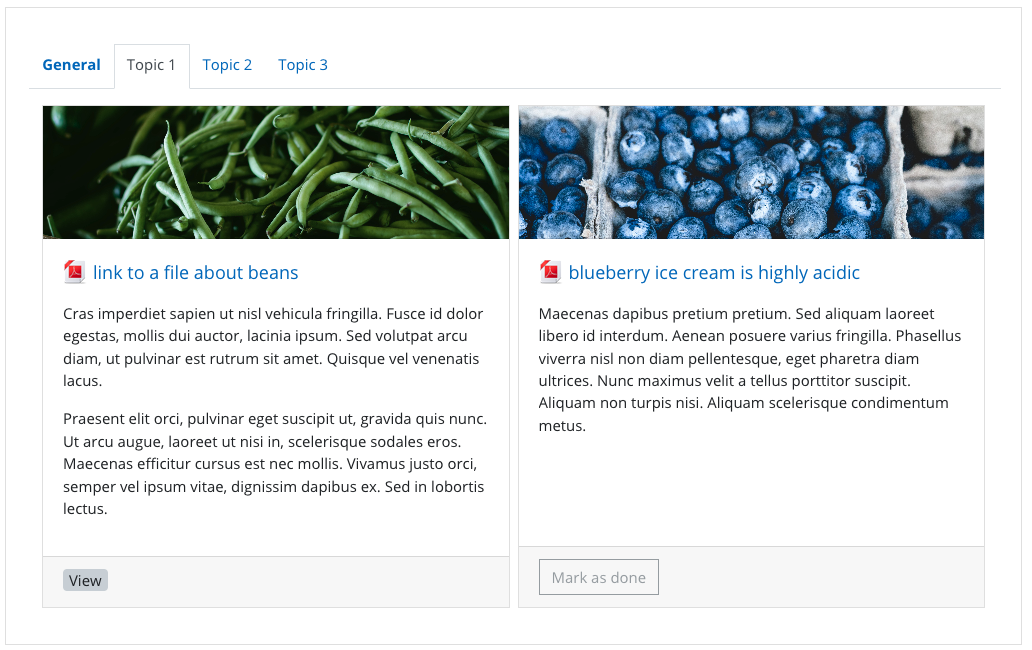 General
Topic 1
Topic 2
Topic 3
link to a file about beans
Cras imperdiet sapien ut nisl vehicula fringilla. Fusce id dolor
egestas, mollis dui auctor, lacinia ipsum. Sed volutpat arcu
diam, ut pulvinar est rutrum sit amet. Quisque vel venenatis
lacus.
Praesent elit orci, pulvinar eget suscipit ut, gravida quis nunc.
Ut arcu augue, laoreet ut nisi in, scelerisque sodales eros.
Maecenas efficitur cursus est nec mollis. Vivamus justo orci,
semper vel ipsum vitae, dignissim dapibus ex. Sed in lobortis
lectus.
View
blueberry ice cream is highly acidic
Maecenas dapibus pretium pretium. Sed aliquam laoreet
libero id interdum. Aenean posuere varius fringilla. Phasellus
viverra nisl non diam pellentesque, eget pharetra diam
ultrices. Nunc maximus velit a tellus porttitor suscipit.
Aliquam non turpis nisi. Aliquam scelerisque condimentum
metus.
Mark as done